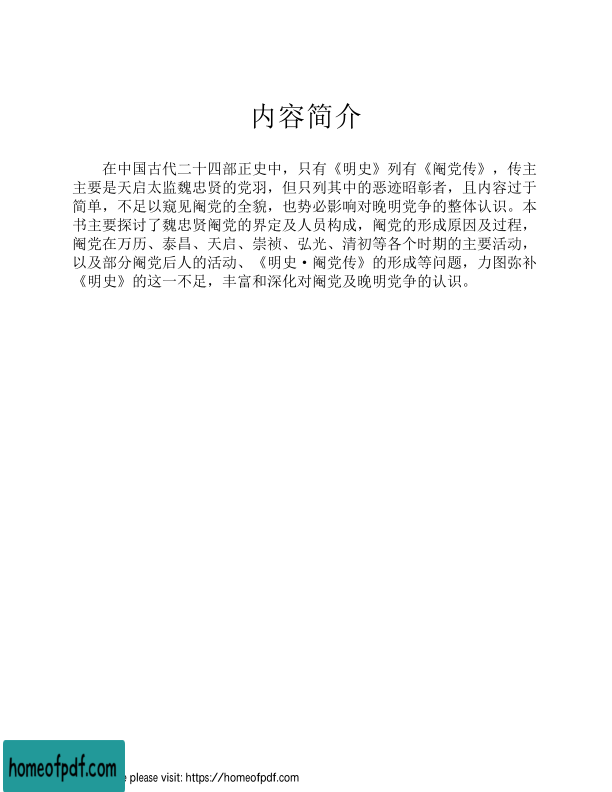 内容简介
在中国古代二十四部正史中，只有《明史》列有《阉党传》，传主
主要是天启太监魏忠贤的党羽，但只列其中的恶迹昭彰者，且内容过于
简单，不足以窥见阉党的全貌，也势必影响对晚明党争的整体认识。本
书主要探讨了魏忠贤阉党的界定及人员构成，阉党的形成原因及过程，
阉党在万历、泰昌、天启、崇祯、弘光、清初等各个时期的主要活动，
以及部分阉党后人的活动、《明史·阉党传》的形成等问题，力图弥补
《明史》的这一不足，丰富和深化对阉党及晚明党争的认识。
homeofpdf.com
e please visit: https://homeofpdf.com